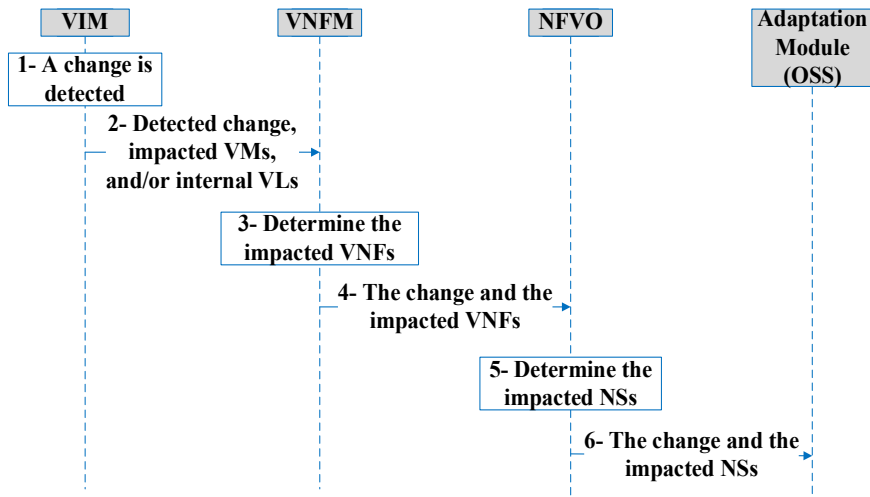 VIM
VNFM
NFVO
Adaptation
Module
(OSS)
1- A change is
detected
2- Detected change,
impacted VMs,
and/or internal VLs
3- Determine the
impacted VNFs
4- The change and the
impacted VNFs
5- Determine the
impacted NSs
6- The change and the
impacted NSs